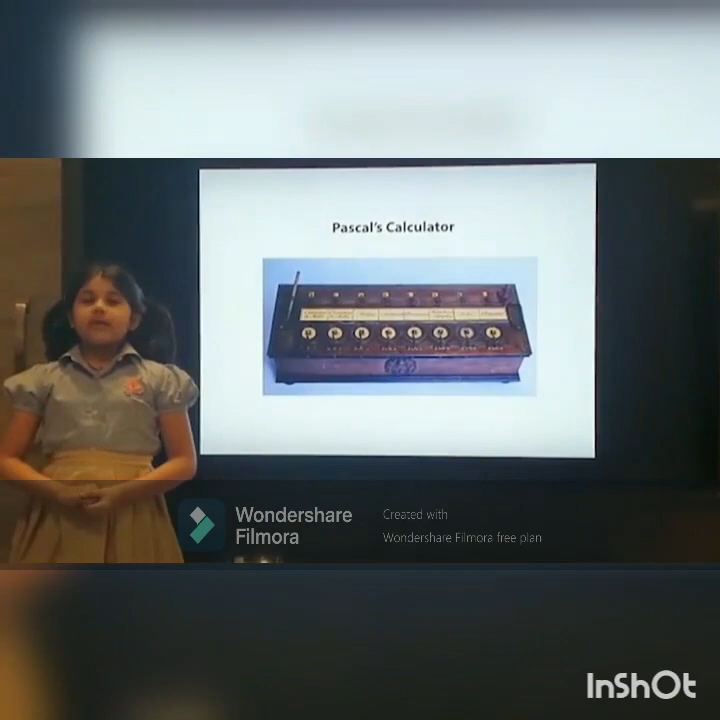 Pascal's Calculator
Wondershare
Filmora
Created with
Wondershare Filmora free plan
InShOt